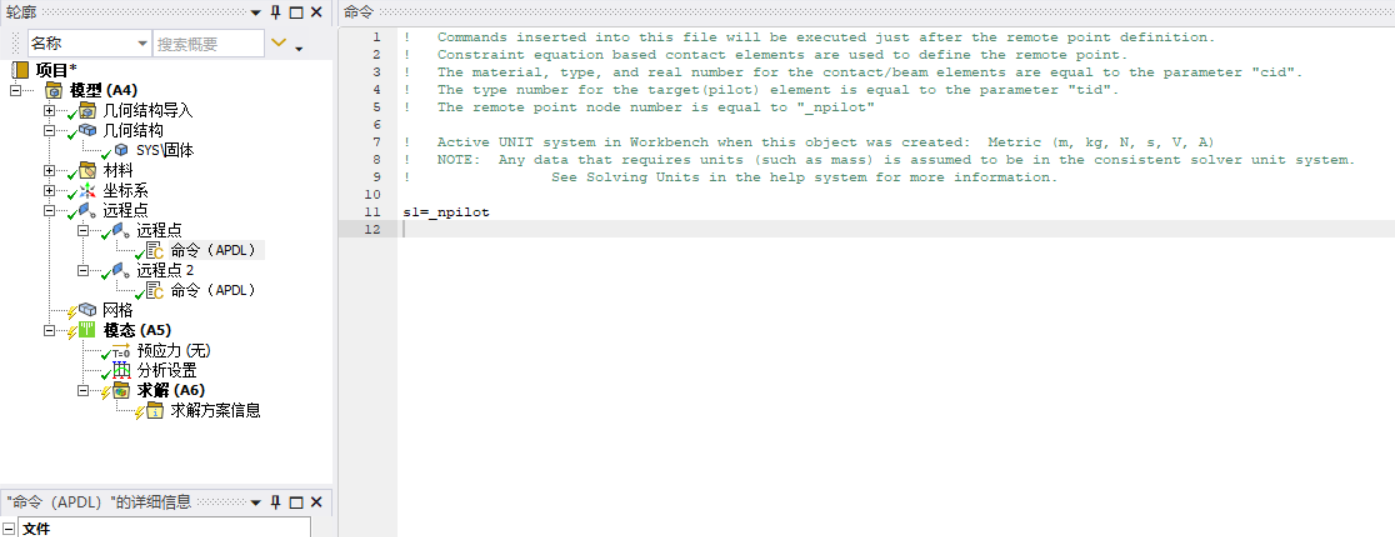 轮廓
名称
搜索概要
项目*
模型 (A4)
几何结构导入
几何结构
SYS\固体
材料
坐标系
远程点
远程点
命令（APDL）
远程点 2
命令（APDL）
网格
模态 (A5)
T=0 预应力 (无)
分析设置
求解 (A6)
求解方案信息
"命令（APDL）"的详细信息
文件
命令
1 !   Commands inserted into this file will be executed just after the remote point definition.
2 !   Constraint equation based contact elements are used to define the remote point.
3 !   The material, type, and real number for the contact/beam elements are equal to the parameter "cid".
4 !   The type number for the target(pilot) element is equal to the parameter "tid".
5 !   The remote point node number is equal to "_npilot"
6
7 !   Active UNIT system in Workbench when this object was created:  Metric (m, kg, N, s, V, A)
8 !   NOTE:  Any data that requires units (such as mass) is assumed to be in the consistent solver unit system.
9 !                See Solving Units in the help system for more information.
10
11 s1=_npilot
12